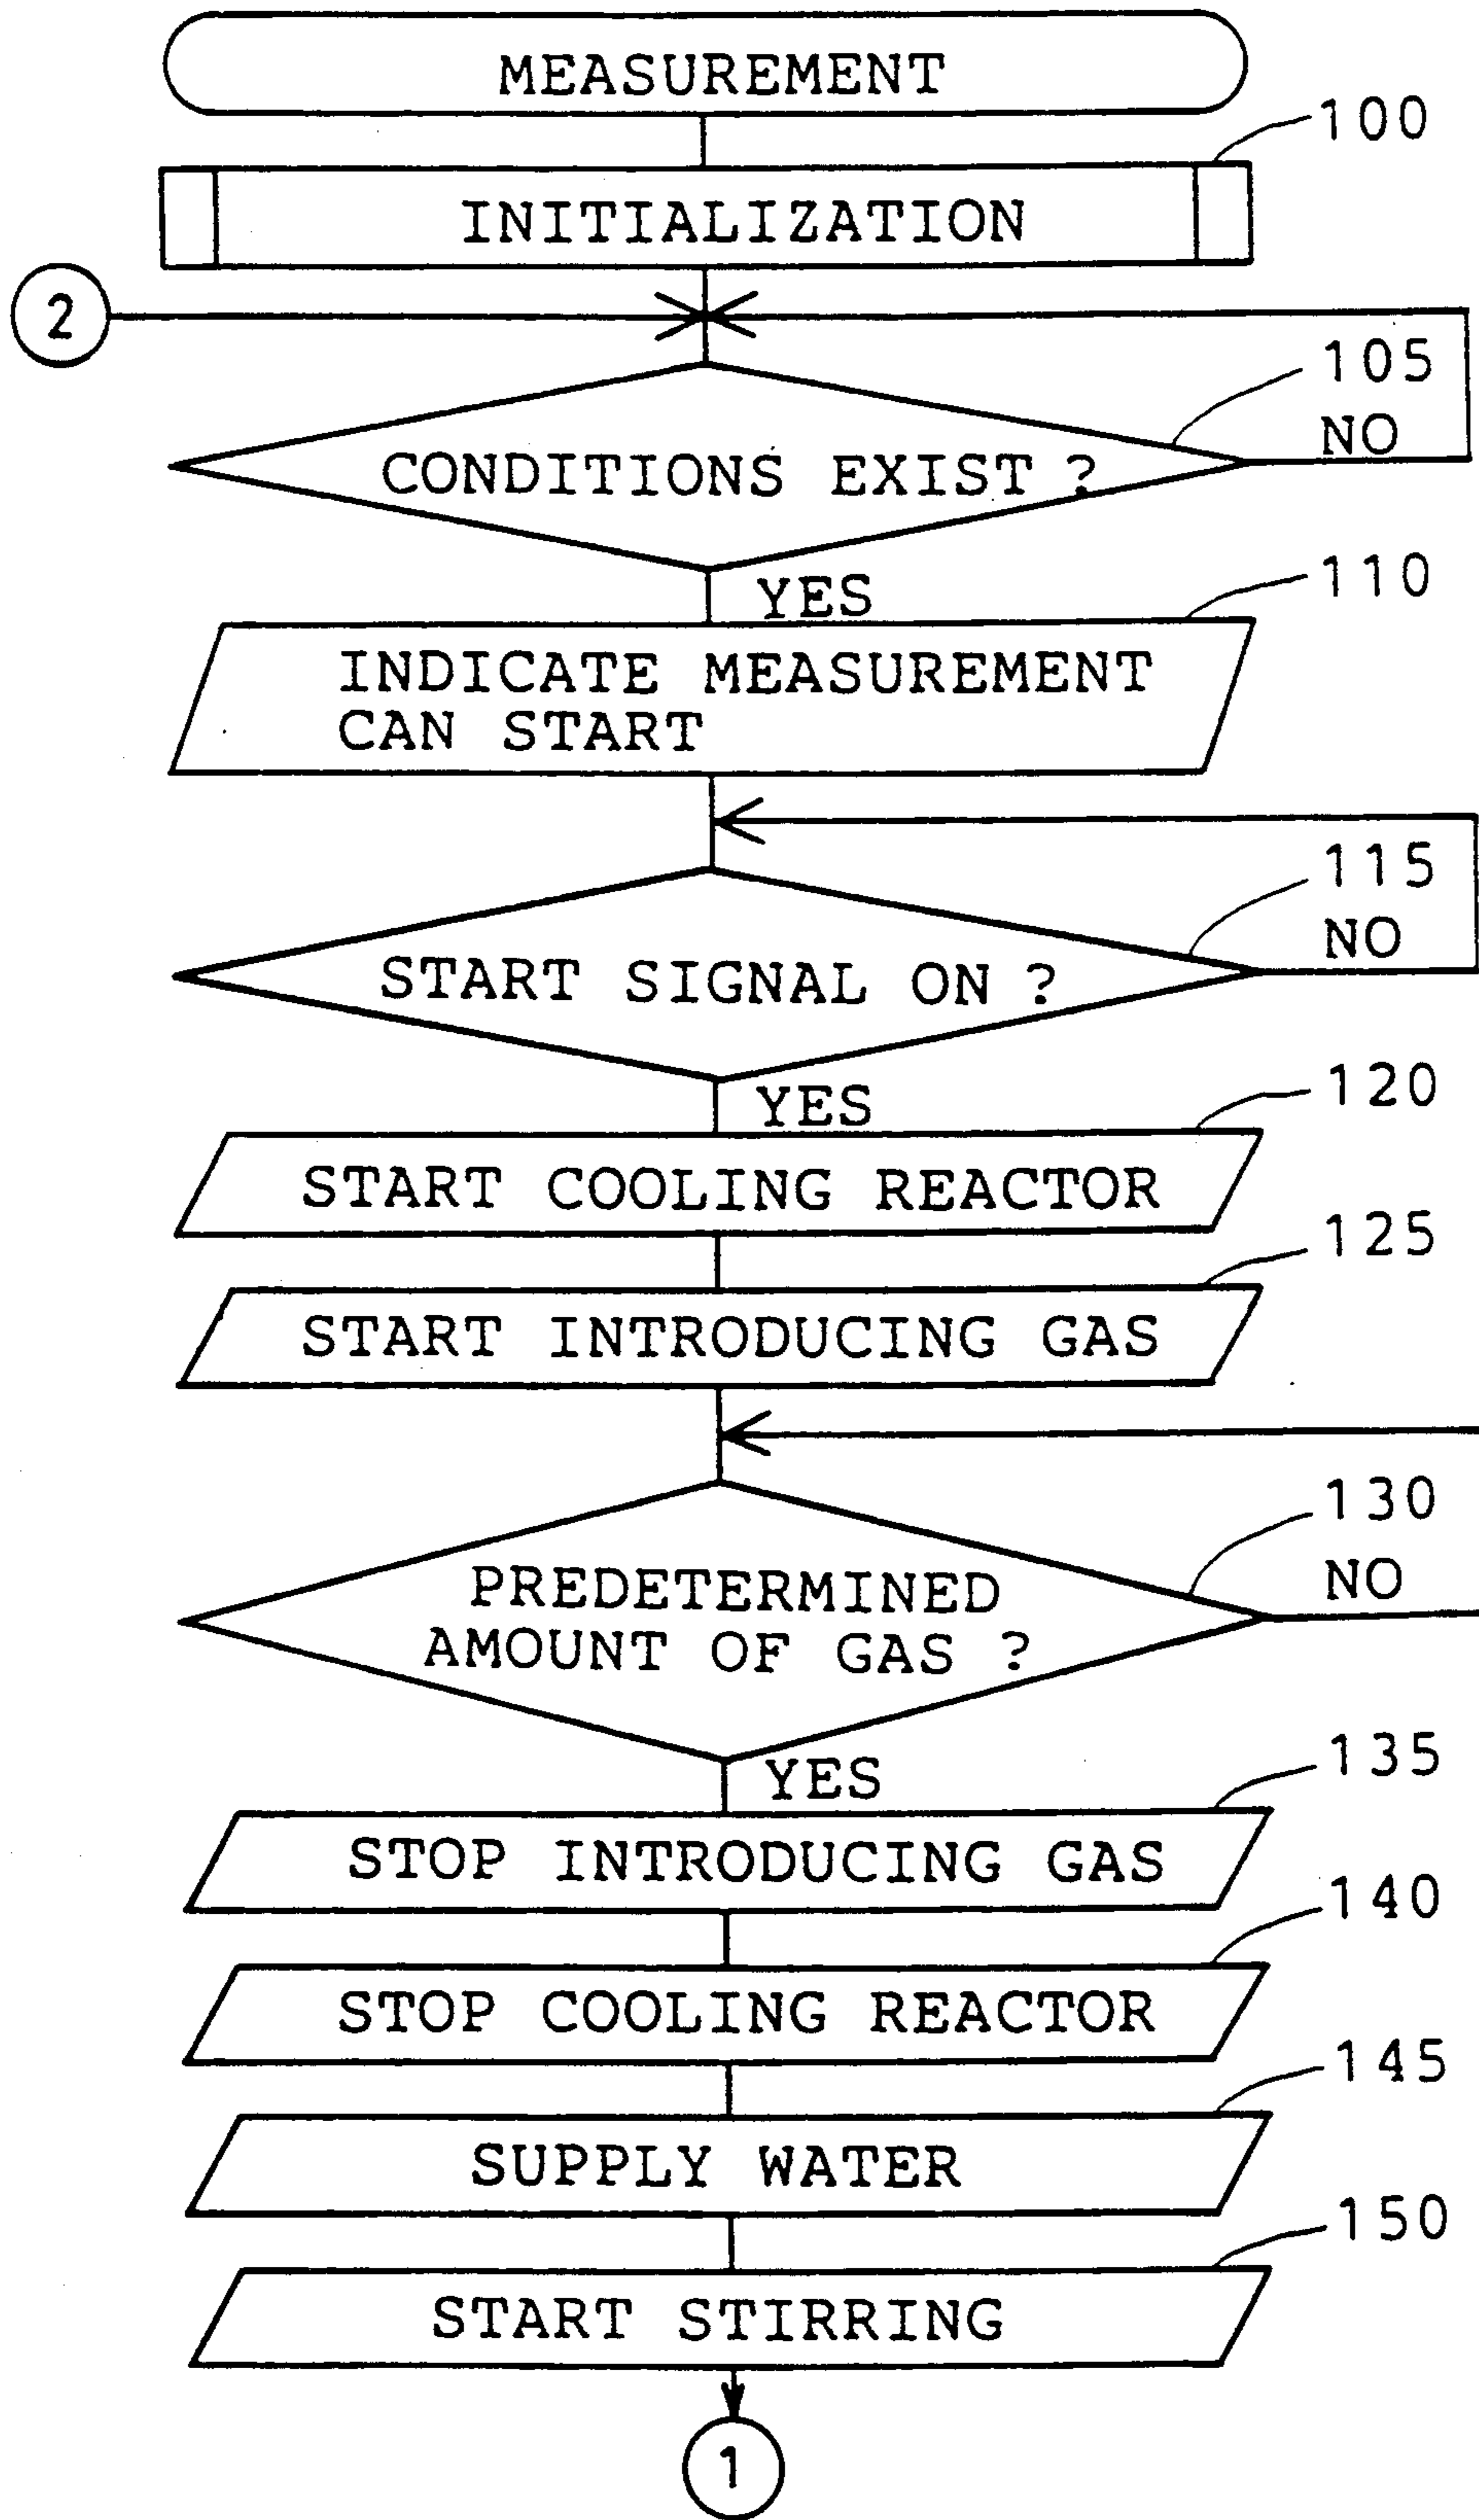 MEASUREMENT
100
INITIALIZATION
2
105
NO
CONDITIONS EXIST ?
YES
110
INDICATE MEASUREMENT
CAN START
115
NO
START SIGNAL ON ?
YES
120
START COOLING REACTOR
125
START INTRODUCING GAS
130
NO
PREDETERMINED
AMOUNT OF GAS ?
YES
135
STOP INTRODUCING GAS
140
STOP COOLING REACTOR
145
SUPPLY WATER
150
START STIRRING
1